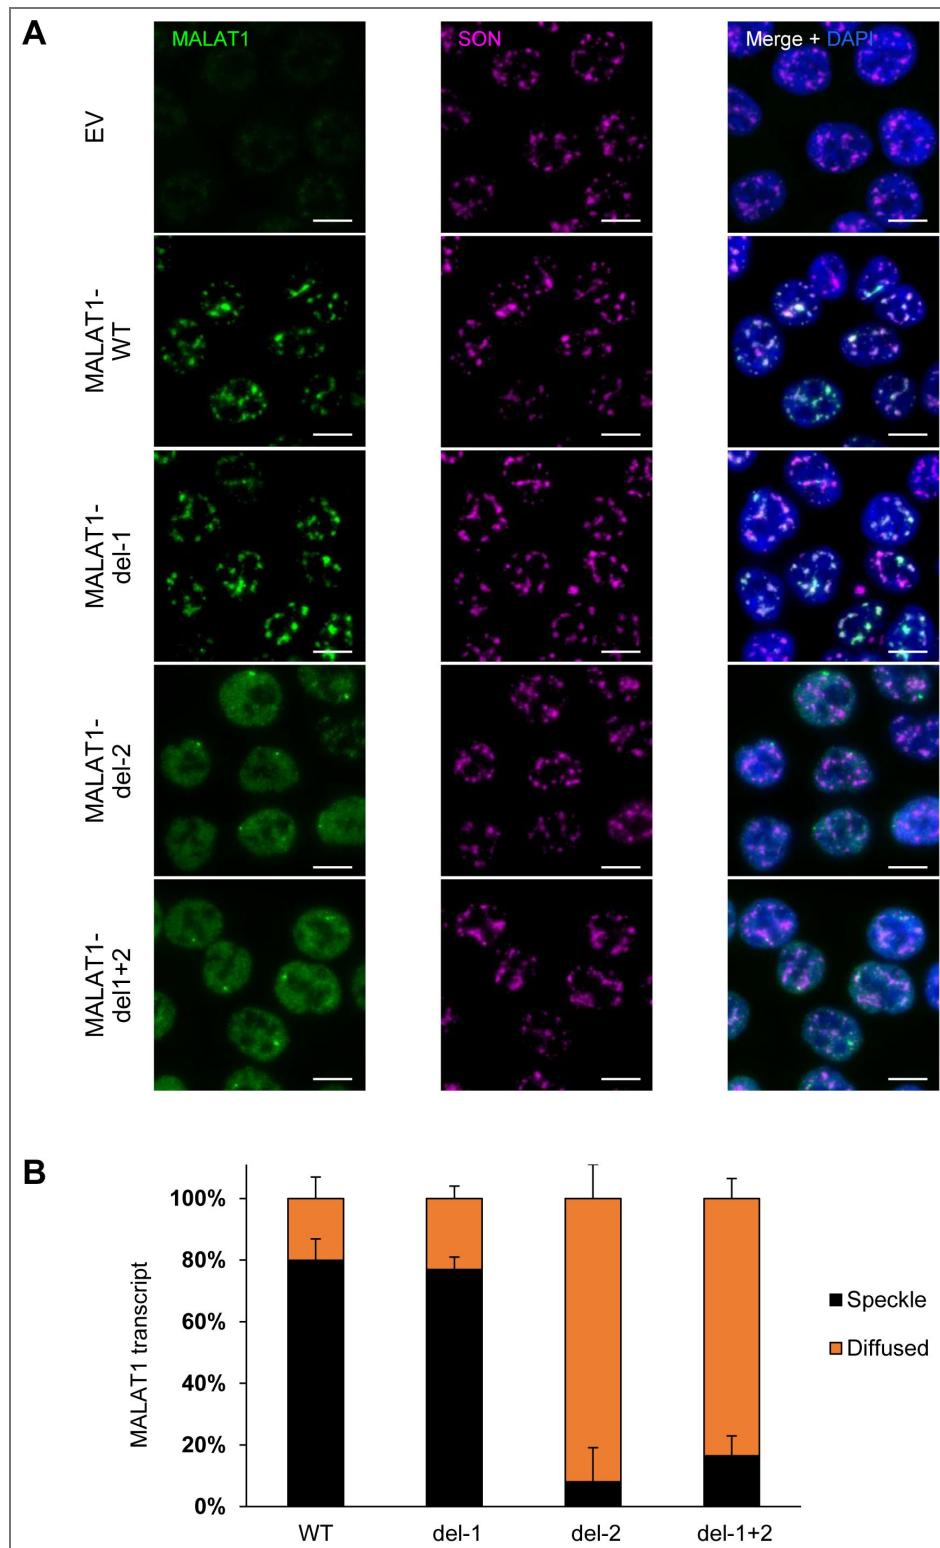 A
MALAT1
SON
Merge + DAPI
EV
MALAT1-
WT
MALAT1-
del-1
MALAT1-
del-2
MALAT1-
del1+2
B
100%
80%
60%
40%
20%
0%
MALAT1 transcript
WT
del-1
del-2
del-1+2
Speckle
Diffused